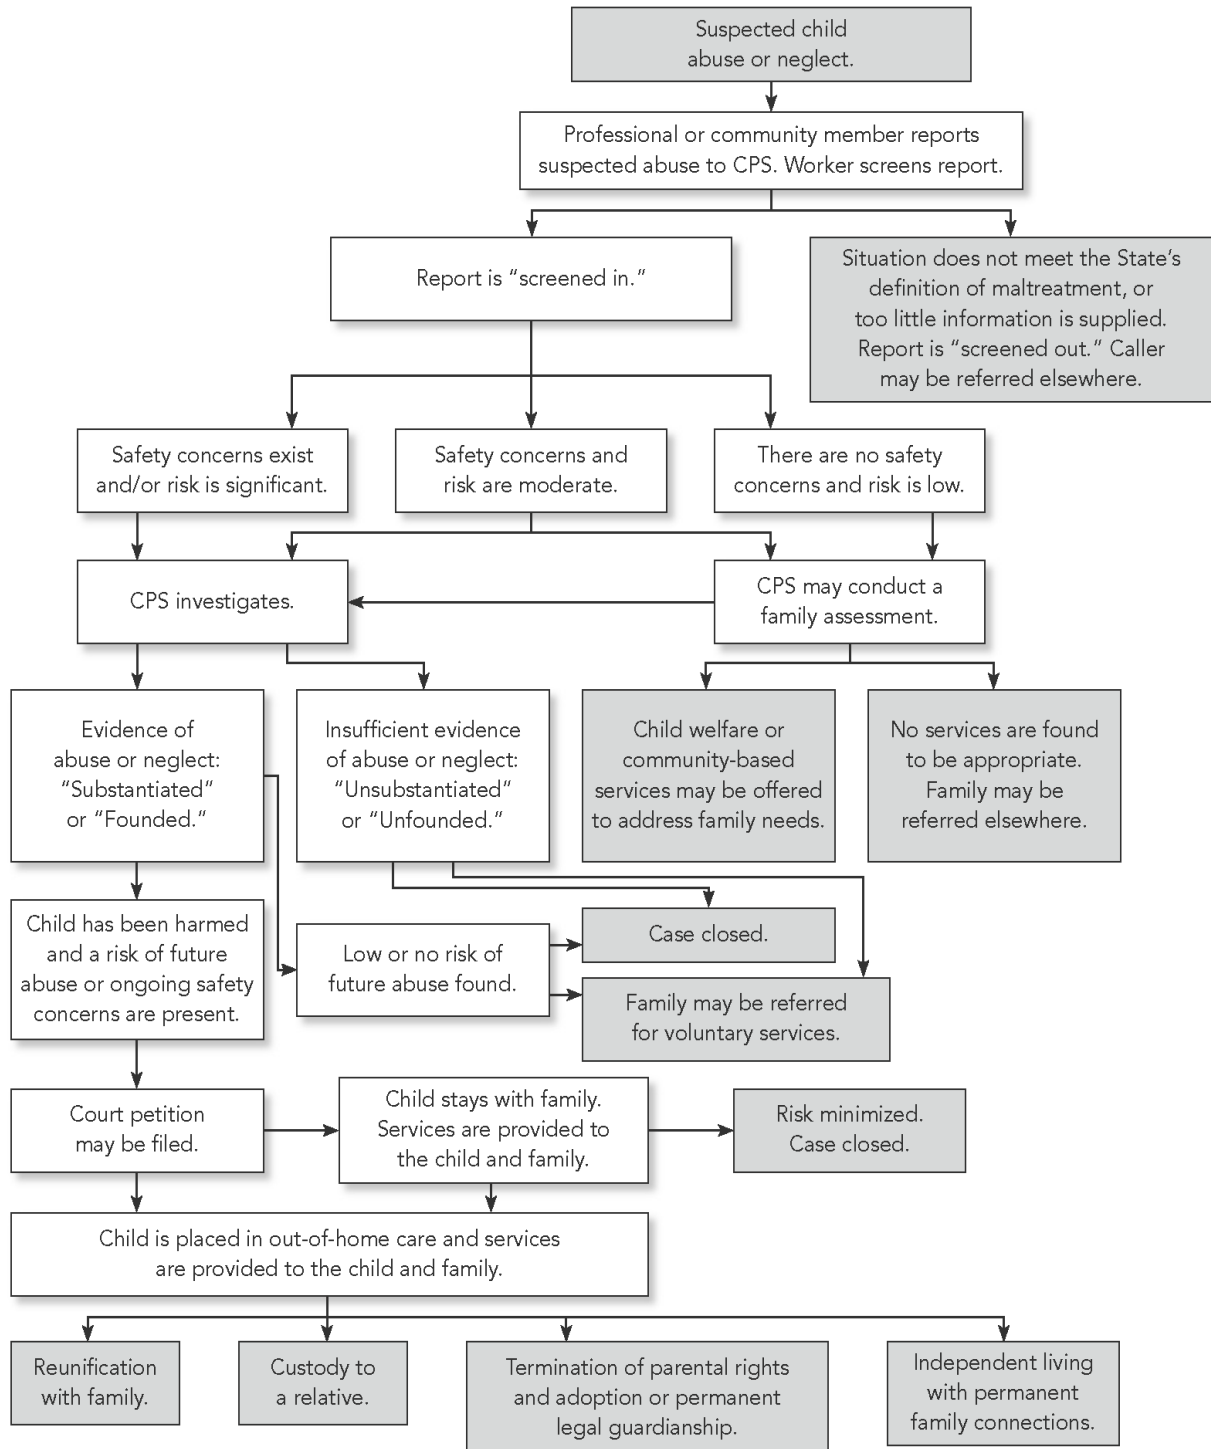 Suspected child
abuse or neglect.
Professional or community member reports
suspected abuse to CPS. Worker screens report.
Report is “screened in.”
Situation does not meet the State’s
definition of maltreatment, or
too little information is supplied.
Report is “screened out.” Caller
may be referred elsewhere.
Safety concerns exist
and/or risk is significant.
Safety concerns and
risk are moderate.
There are no safety
concerns and risk is low.
CPS investigates.
CPS may conduct a
family assessment.
Evidence of
abuse or neglect:
“Substantiated”
or “Founded.”
Insufficient evidence
of abuse or neglect:
“Unsubstantiated”
or “Unfounded.”
Child welfare or
community-based
services may be offered
to address family needs.
No services are found
to be appropriate.
Family may be
referred elsewhere.
Child has been harmed
and a risk of future
abuse or ongoing safety
concerns are present.
Low or no risk of
future abuse found.
Case closed.
Family may be referred
for voluntary services.
Court petition
may be filed.
Child stays with family.
Services are provided to
the child and family.
Risk minimized.
Case closed.
Child is placed in out-of-home care and services
are provided to the child and family.
Reunification
with family.
Custody to
a relative.
Termination of parental rights
and adoption or permanent
legal guardianship.
Independent living
with permanent
family connections.